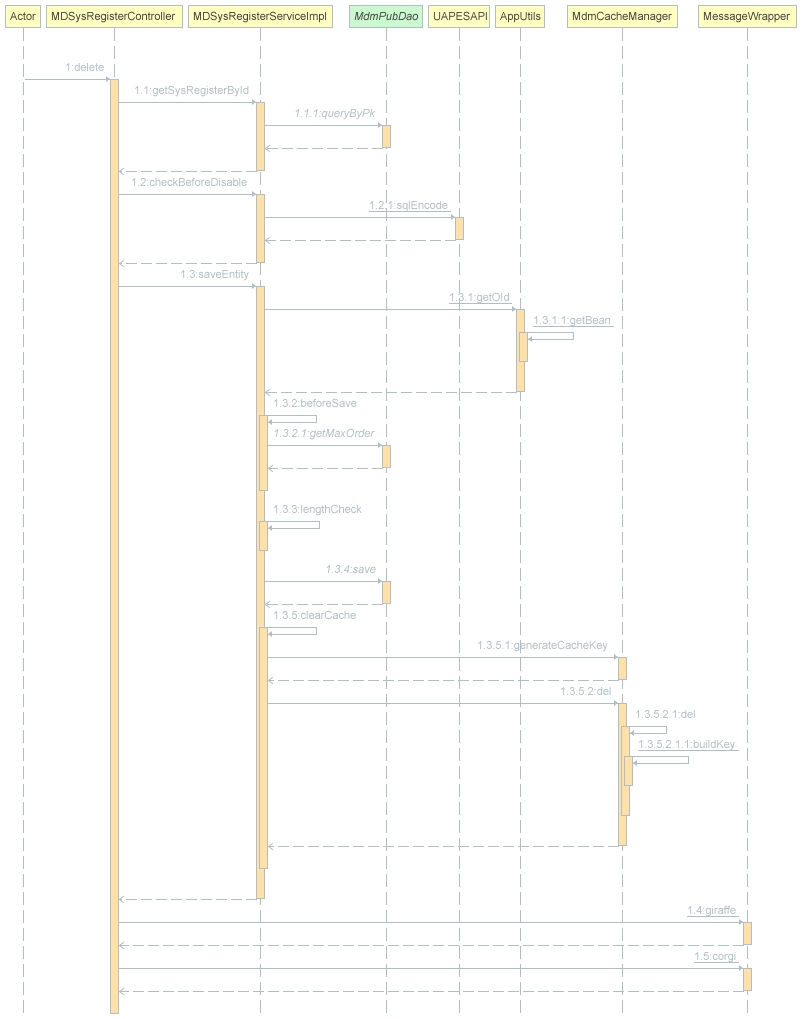 Actor
MDSysRegisterController
MDSysRegisterServiceImpl
MdmPubDao
UAPESAPI
AppUtils
MdmCacheManager
MessageWrapper
1:delete
1.1:getSysRegisterById
1.1.1:queryByPk
1.2:checkBeforeDisable
1.2.1:sqlEncode
1.3:saveEntity
1.3.1:getOld
1.3.1.1:getBean
1.3.2:beforeSave
1.3.2.1:getMaxOrder
1.3.3:lengthCheck
1.3.4:save
1.3.5:clearCache
1.3.5.1:generateCacheKey
1.3.5.2:del
1.3.5.2.1:del
1.3.5.2.1.1:buildKey
1.4:giraffe
1.5:corgi